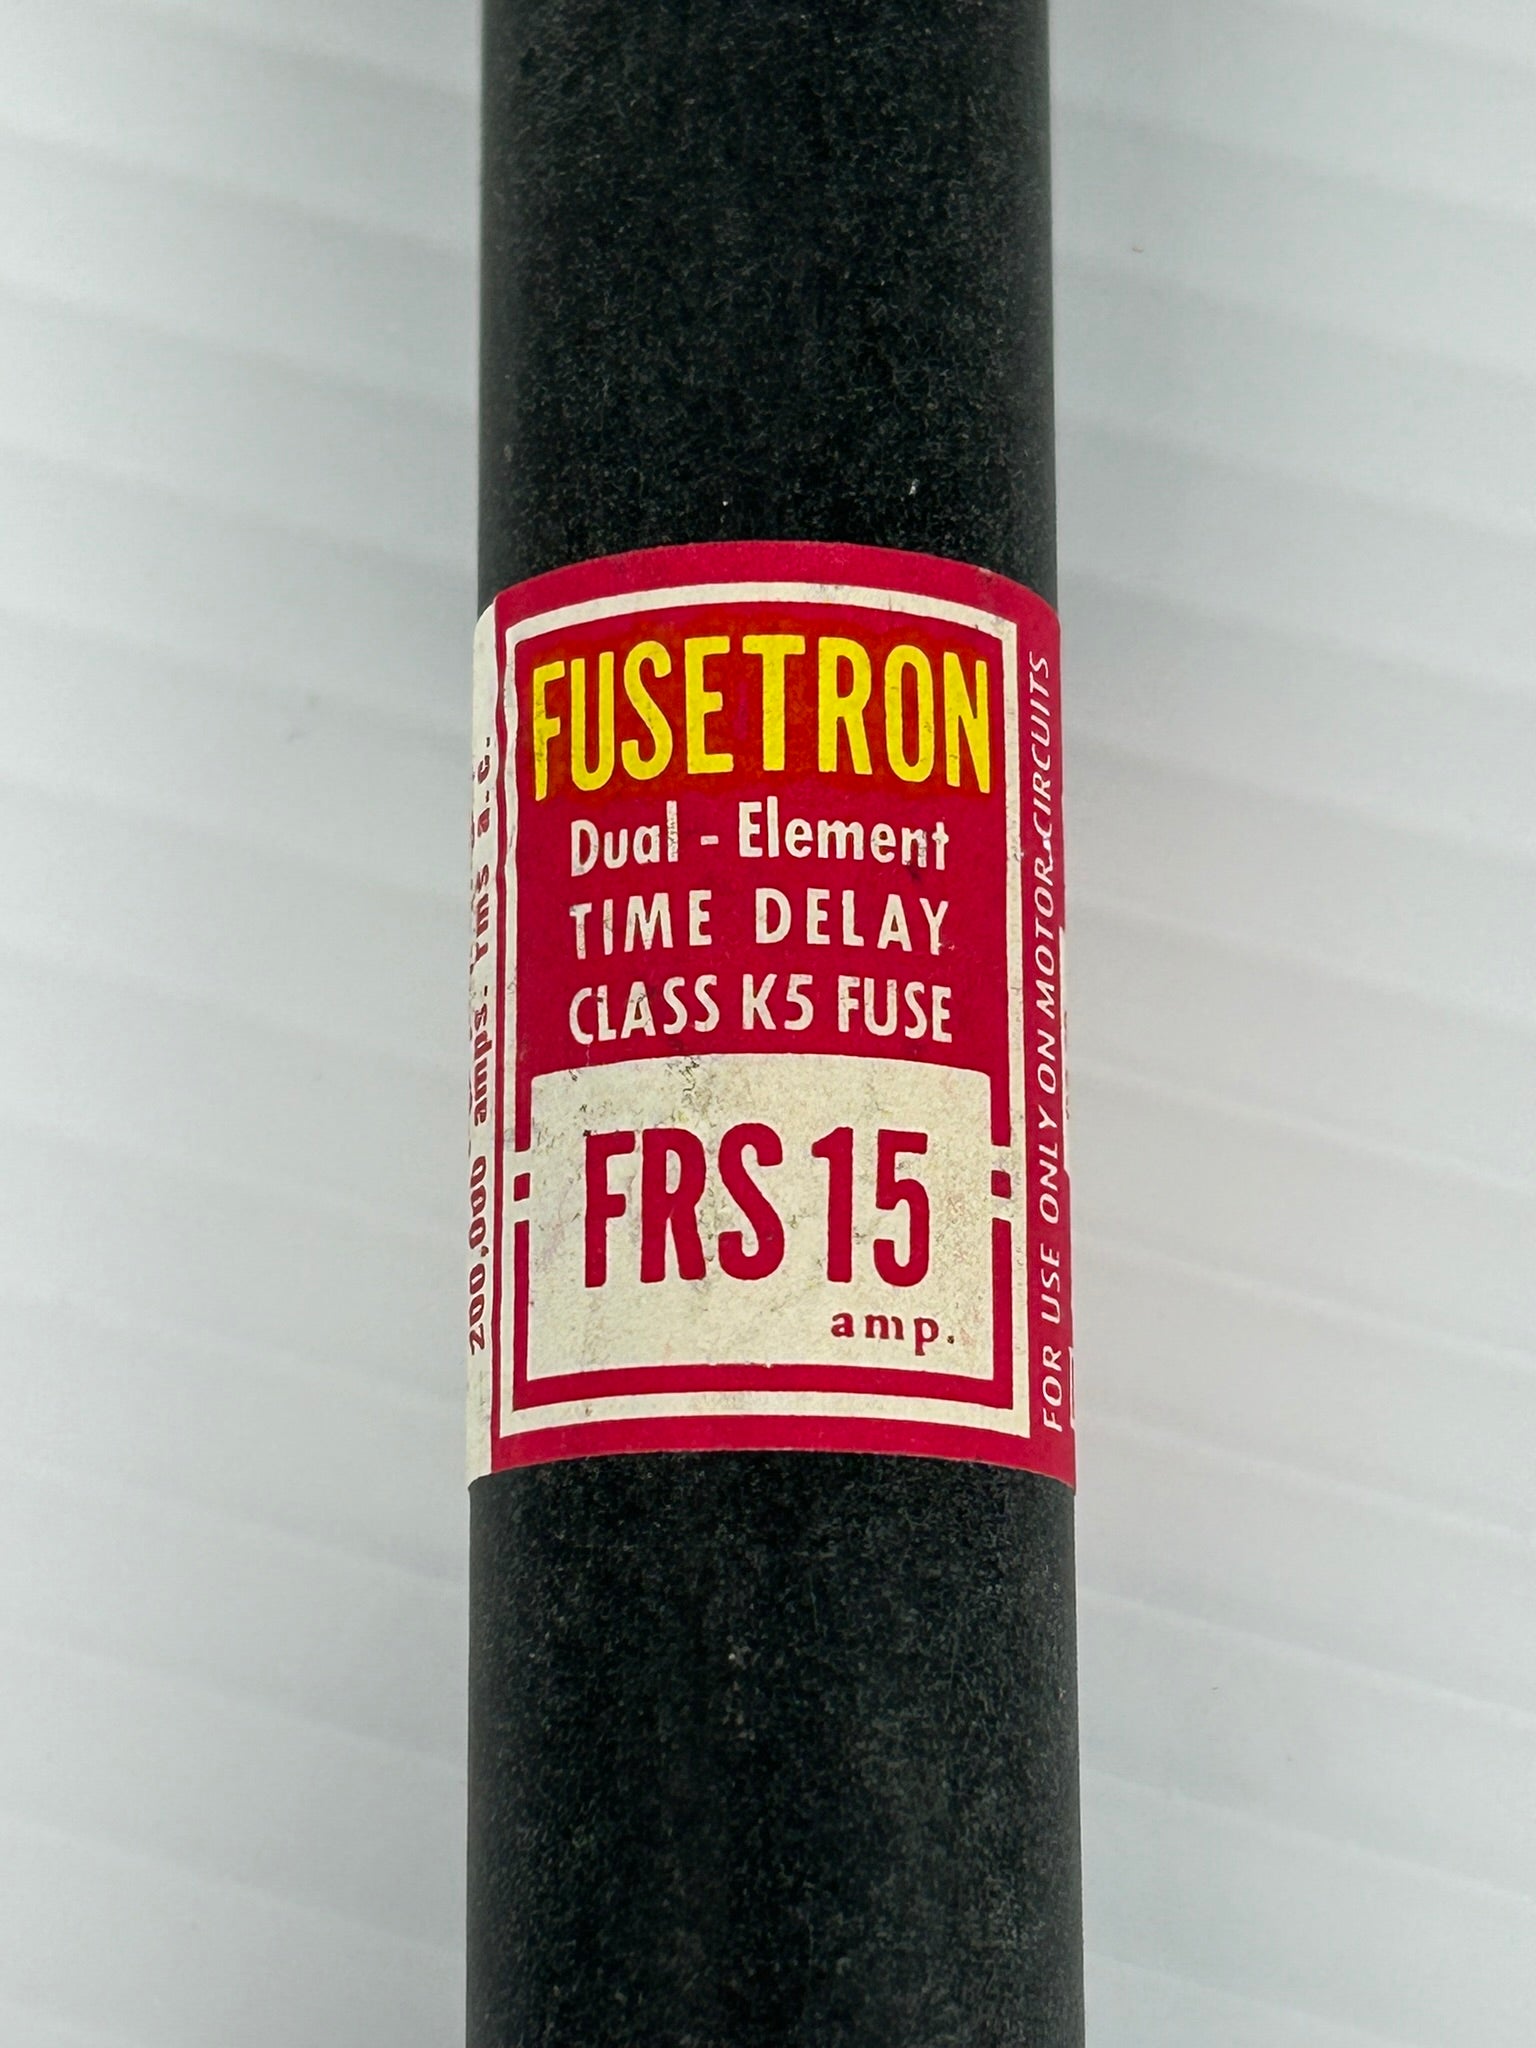 FUSETRON
Dual - Element
TIME DELAY
CLASS K5 FUSE
FRS 15
amp.
FOR USE ONLY ON MOTOR CIRCUITS
200,000 amps. rms a.c.